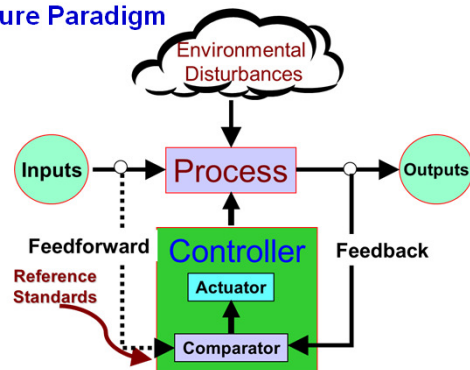 ure Paradigm
Environmental
Disturbances
Inputs
Process
Outputs
Feedforward
Controller
Feedback
Reference
Standards
Actuator
Comparator